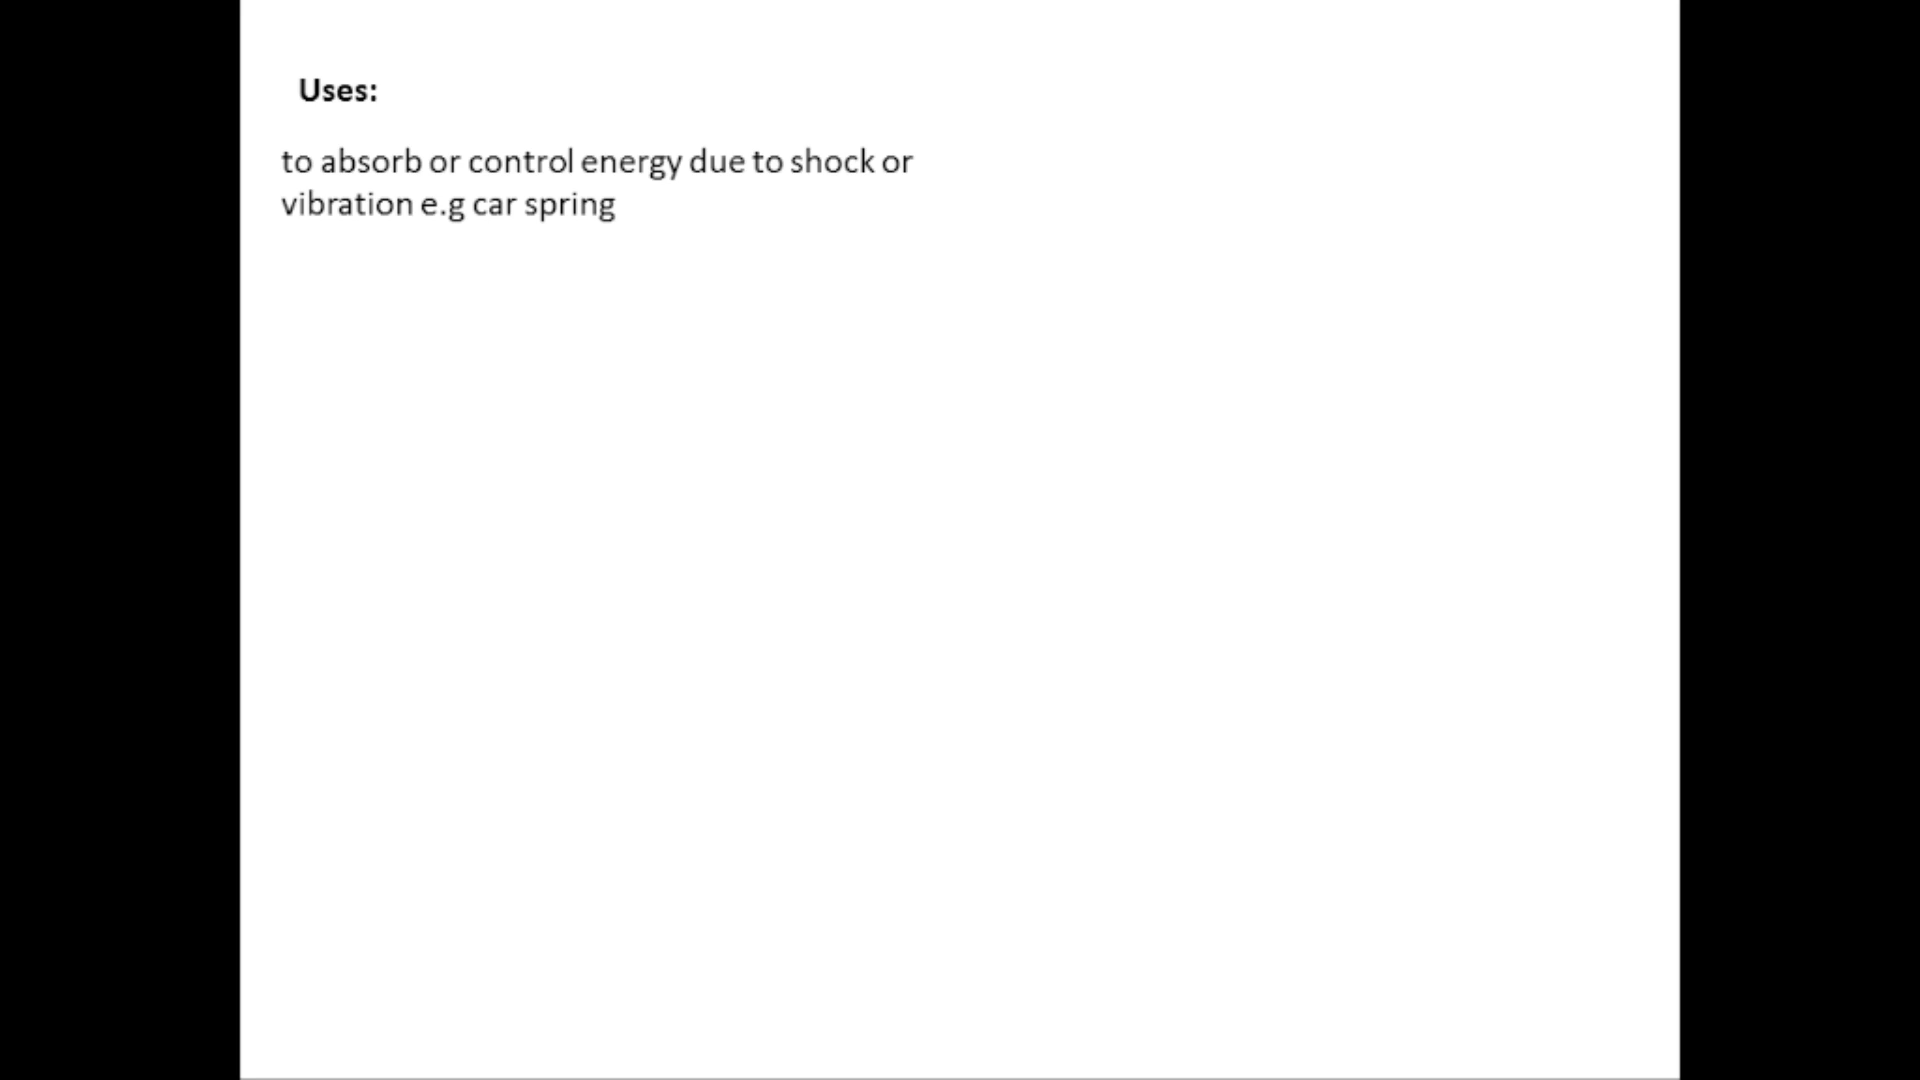 Uses:
to absorb or control energy due to shock or
vibration e.g car spring